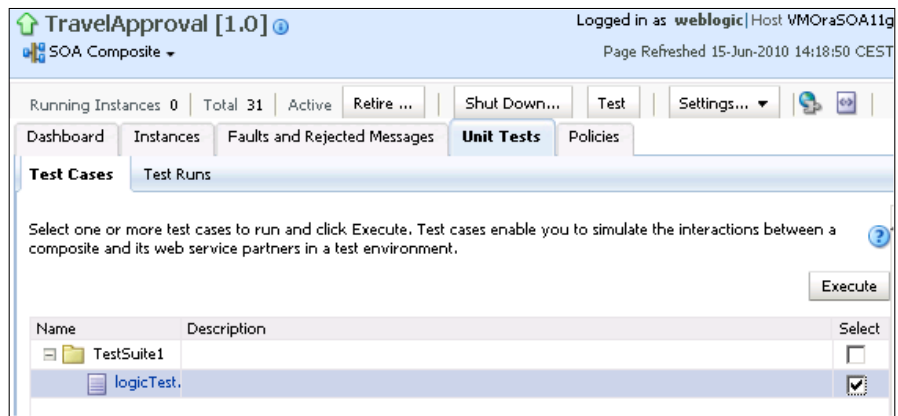 TravelApproval [1.0]
Logged in as weblogic|Host VMOraSOA11g
SOA Composite
Page Refreshed 15-Jun-2010 14:18:50 CEST
Running Instances 0 | Total 31 | Active Retire ... | Shut Down... Test | Settings...
Dashboard Instances Faults and Rejected Messages Unit Tests Policies
Test Cases Test Runs
Select one or more test cases to run and click Execute. Test cases enable you to simulate the interactions between a
composite and its web service partners in a test environment.
Execute
Name Description Select
TestSuite1
logicTest.